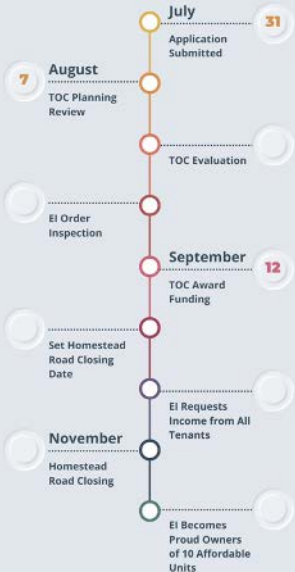 July
31
Application
Submitted
August
7
TOC Planning
Review
TOC Evaluation
EI Order
Inspection
September
12
TOC Award
Funding
Set Homestead
Road Closing
Date
EI Requests
Income from All
Tenants
November
Homestead
Road Closing
EI Becomes
Proud Owners
of 10 Affordable
Units